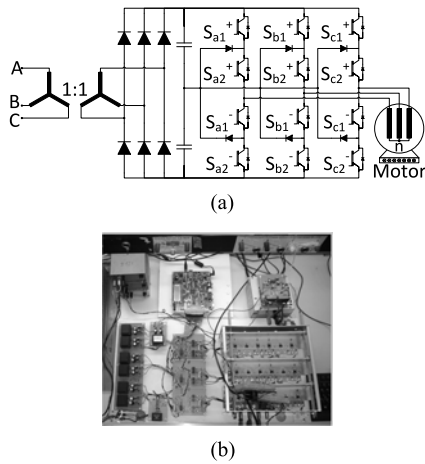 A
B
C
1:1
Sa1+
Sb1+
Sc1+
Sa2+
Sb2+
Sc2+
Sa1-
Sb1-
Sc1-
Sa2-
Sb2-
Sc2-
n
Motor
(a)
(b)